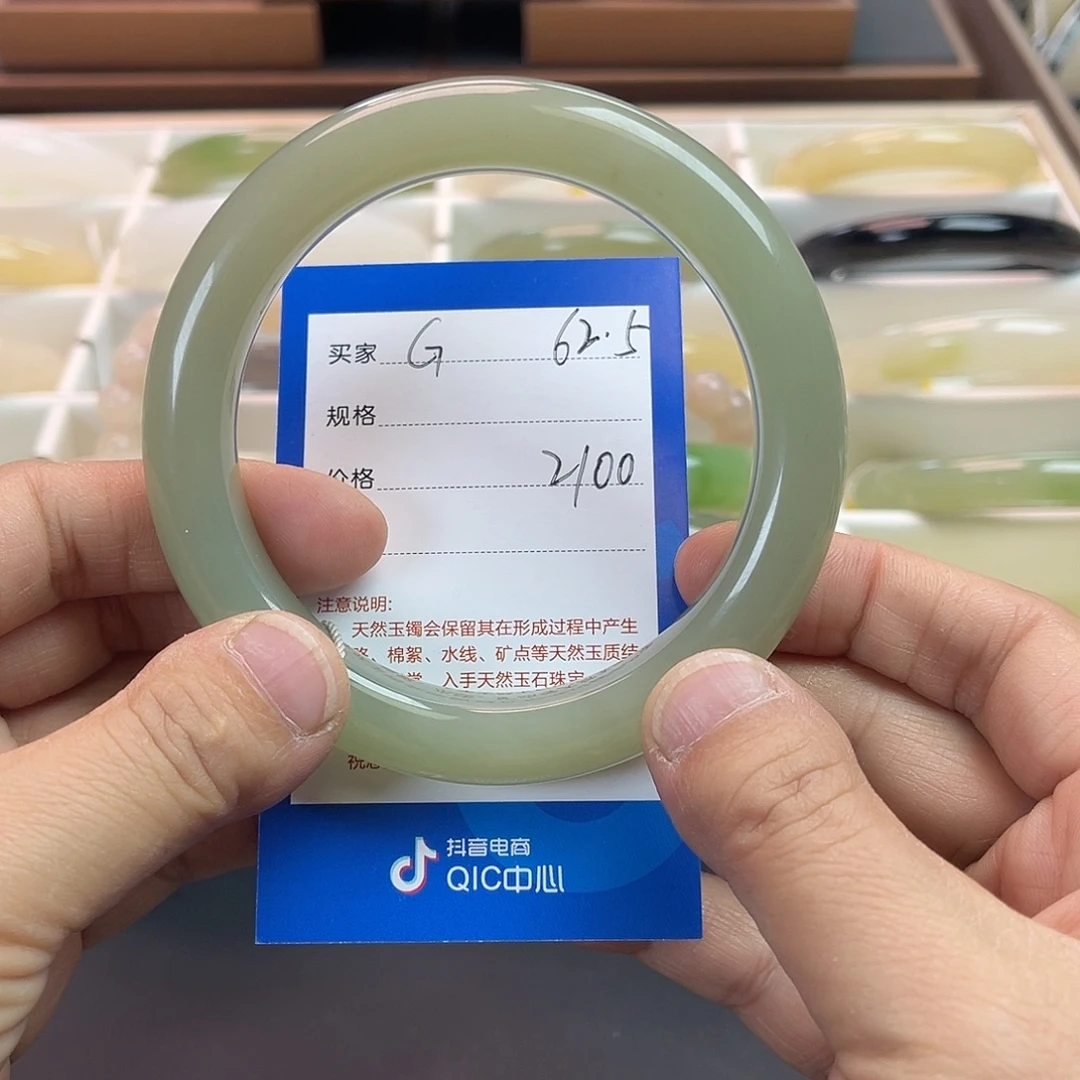 买家 G 62.5
规格
价格 2100
注意说明:
天然玉镯会保留其在形成过程中产生
、棉絮、水线、矿点等天然玉质结
入手天然玉石珠宝
祝
抖音电商
QIC中心